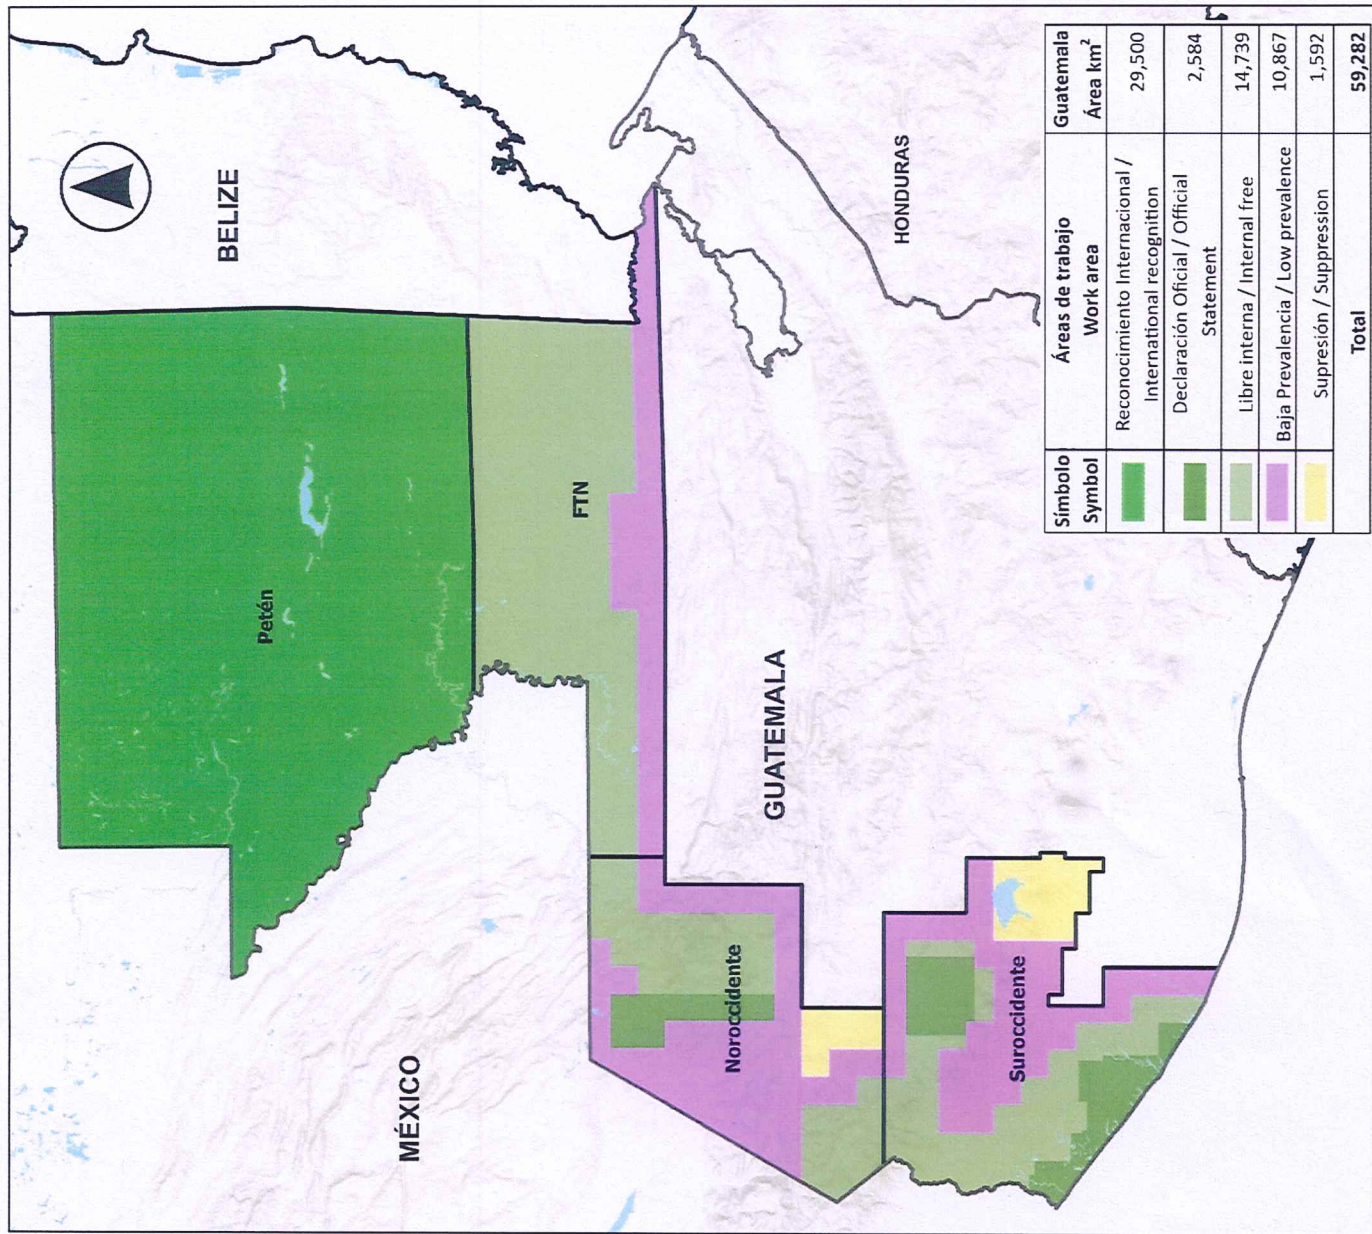 BELIZE
Petén
FTN
MÉXICO
GUATEMALA
HONDURAS
Noroccidente
Suroccidente
Símbolo Áreas de trabajo Guatemala
Symbol Work area Área km²
Reconocimiento Internacional /
International recognition 29,500
Declaración Oficial / Official
Statement 2,584
Libre interna / Internal free 14,739
Baja Prevalencia / Low prevalence 10,867
Supresión / Suppression 1,592
Total 59,282